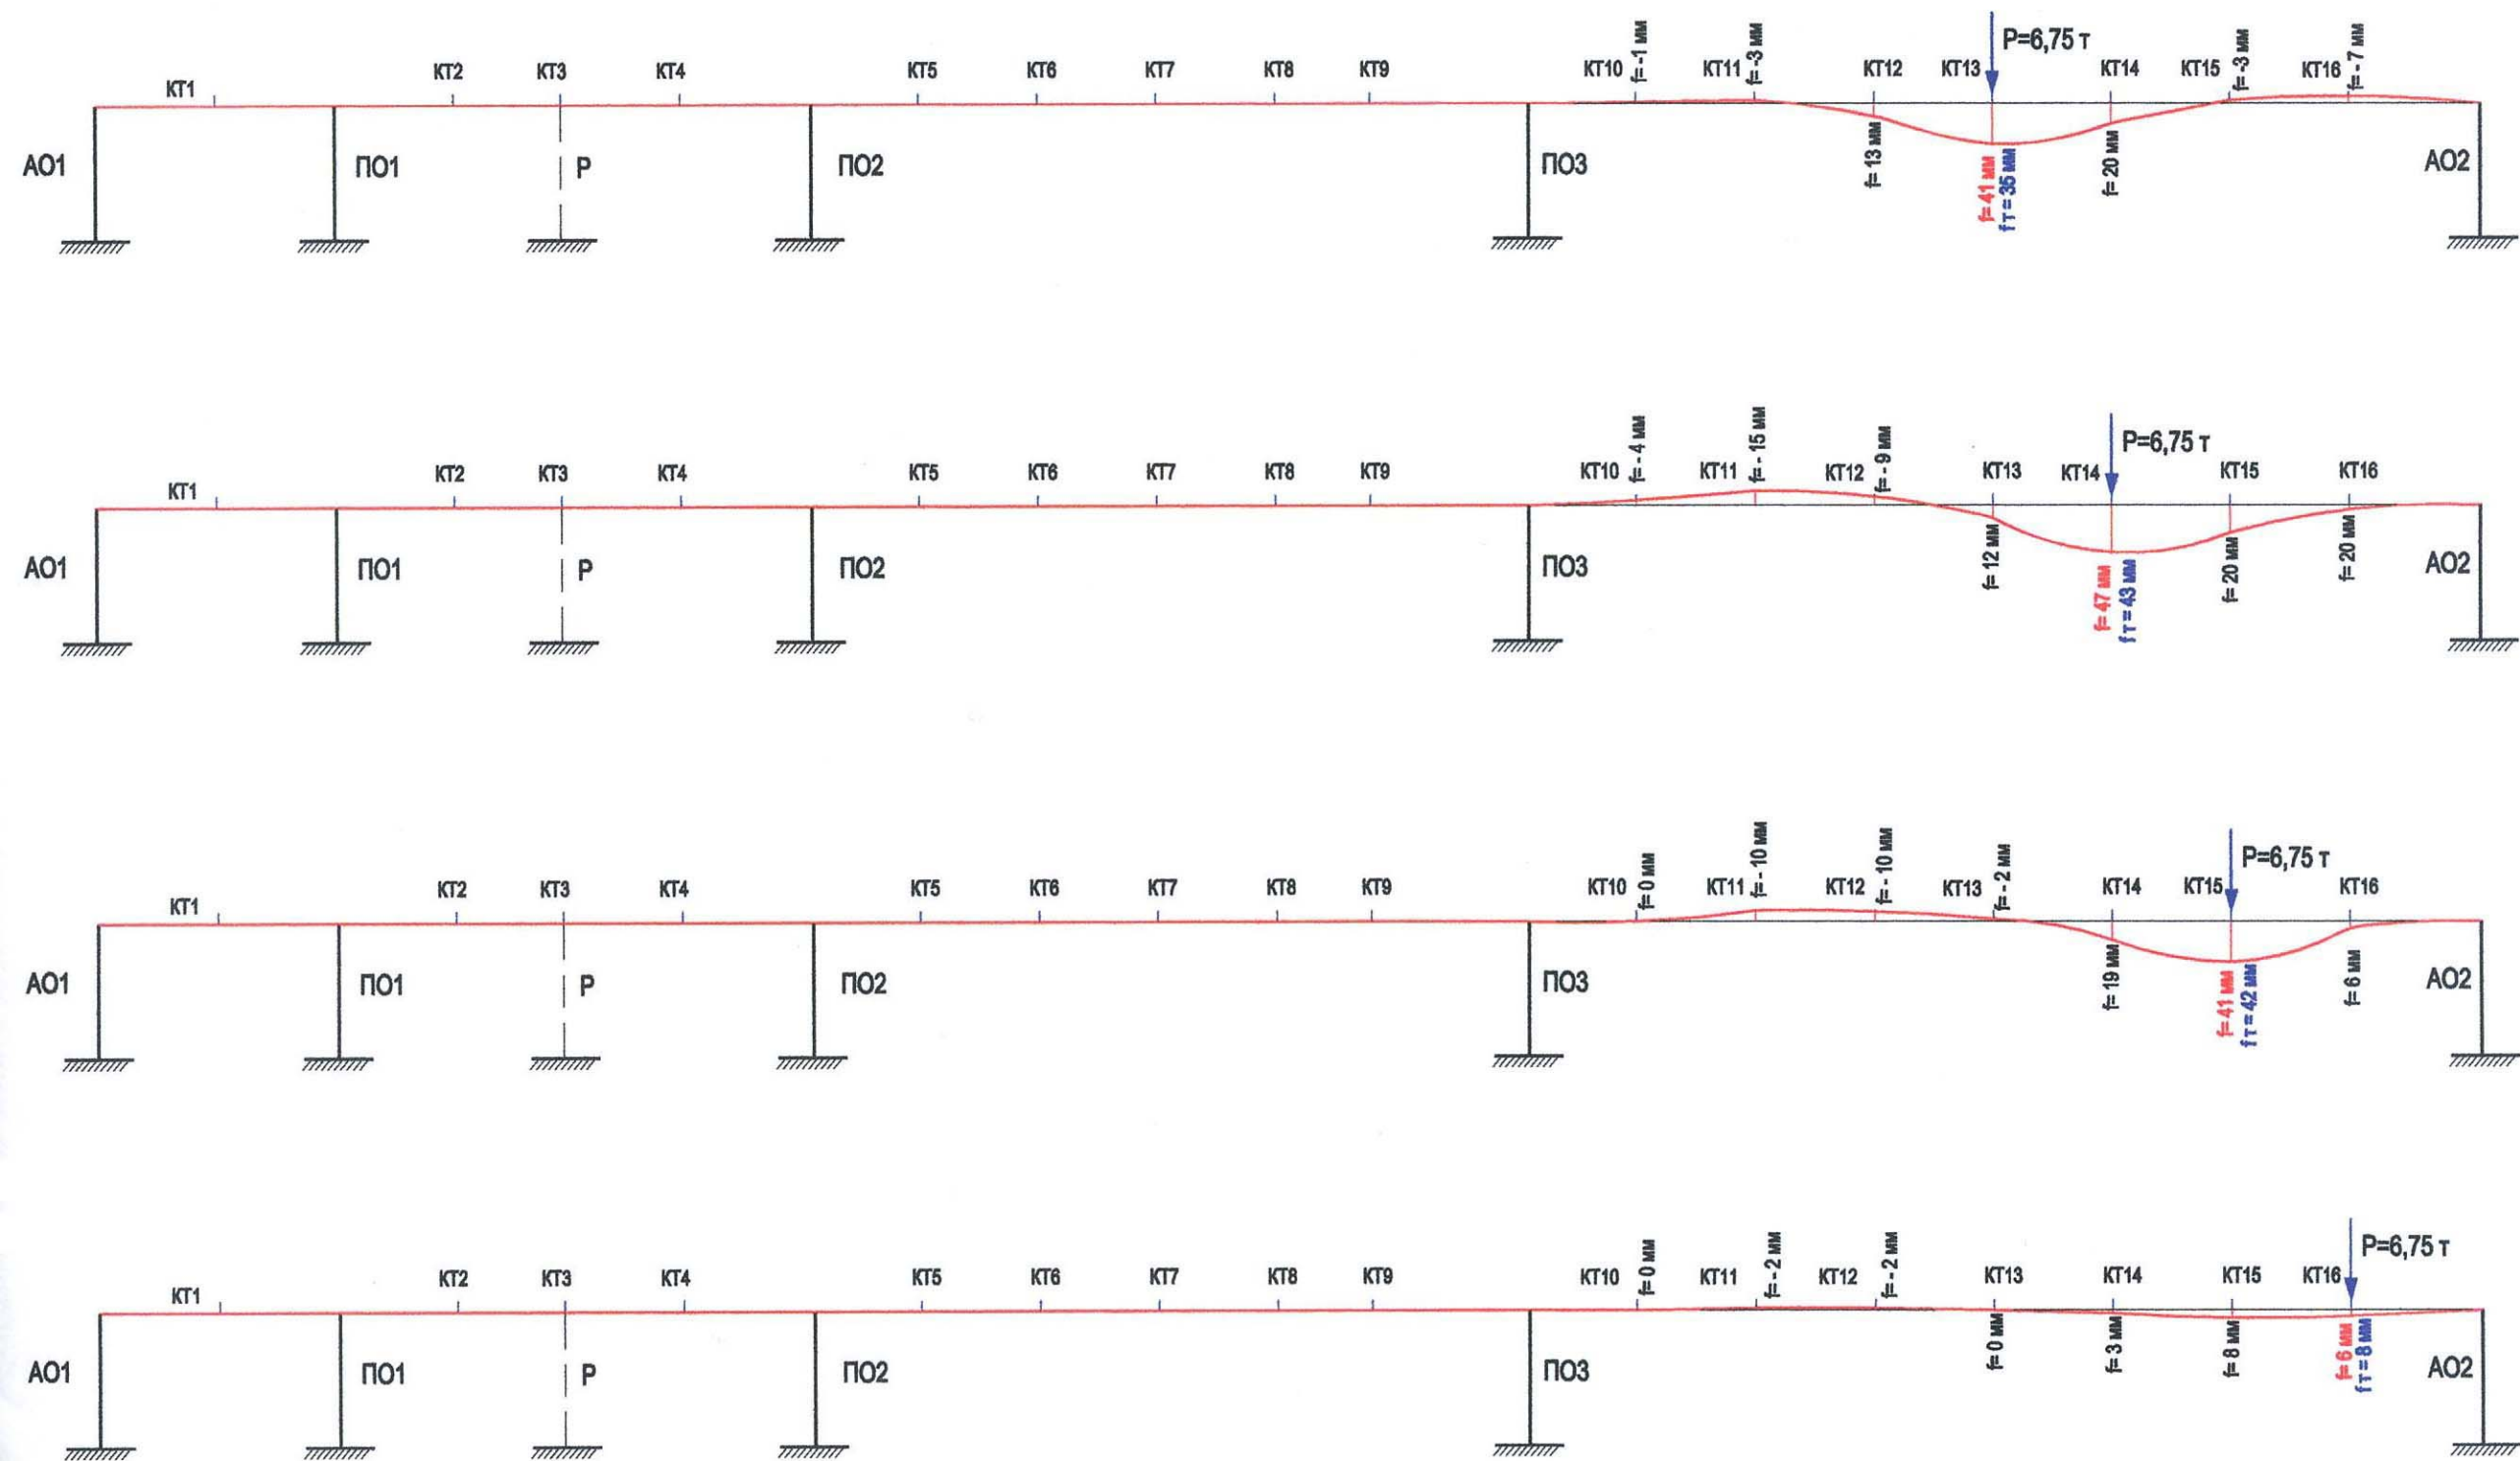 P=6,75 т
КТ1 КТ2 КТ3 КТ4 КТ5 КТ6 КТ7 КТ8 КТ9 КТ10 f= -1 мм КТ11 f= -3 мм КТ12 КТ13 КТ14 КТ15 f= -3 мм КТ16 f= - 7 мм
АО1 ПО1 Р ПО2 ПО3 f= 13 мм f= 41 мм fт = 35 мм f= 20 мм АО2
P=6,75 т
КТ1 КТ2 КТ3 КТ4 КТ5 КТ6 КТ7 КТ8 КТ9 КТ10 f= - 4 мм КТ11 f= - 15 мм КТ12 f= - 9 мм КТ13 КТ14 КТ15 КТ16
АО1 ПО1 Р ПО2 ПО3 f= 12 мм f= 47 мм fт = 43 мм f= 20 мм f= 20 мм АО2
P=6,75 т
КТ1 КТ2 КТ3 КТ4 КТ5 КТ6 КТ7 КТ8 КТ9 КТ10 f= 0 мм КТ11 f= - 10 мм КТ12 f= - 10 мм КТ13 f= - 2 мм КТ14 КТ15 КТ16
АО1 ПО1 Р ПО2 ПО3 f= 19 мм f= 41 мм fт = 42 мм f= 6 мм АО2
P=6,75 т
КТ1 КТ2 КТ3 КТ4 КТ5 КТ6 КТ7 КТ8 КТ9 КТ10 f= 0 мм КТ11 f= - 2 мм КТ12 f= - 2 мм КТ13 КТ14 КТ15 КТ16
АО1 ПО1 Р ПО2 ПО3 f= 0 мм f= 3 мм f= 8 мм f= 6 мм fт = 8 мм АО2